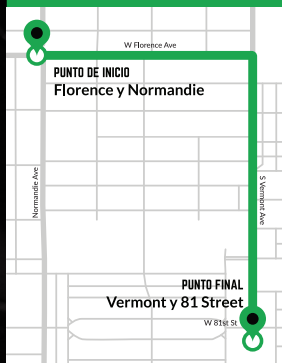 W Florence Ave
PUNTO DE INICIO
Florence y Normandie
Normandie Ave
S Vermont Ave
PUNTO FINAL
Vermont y 81 Street
W 81st St